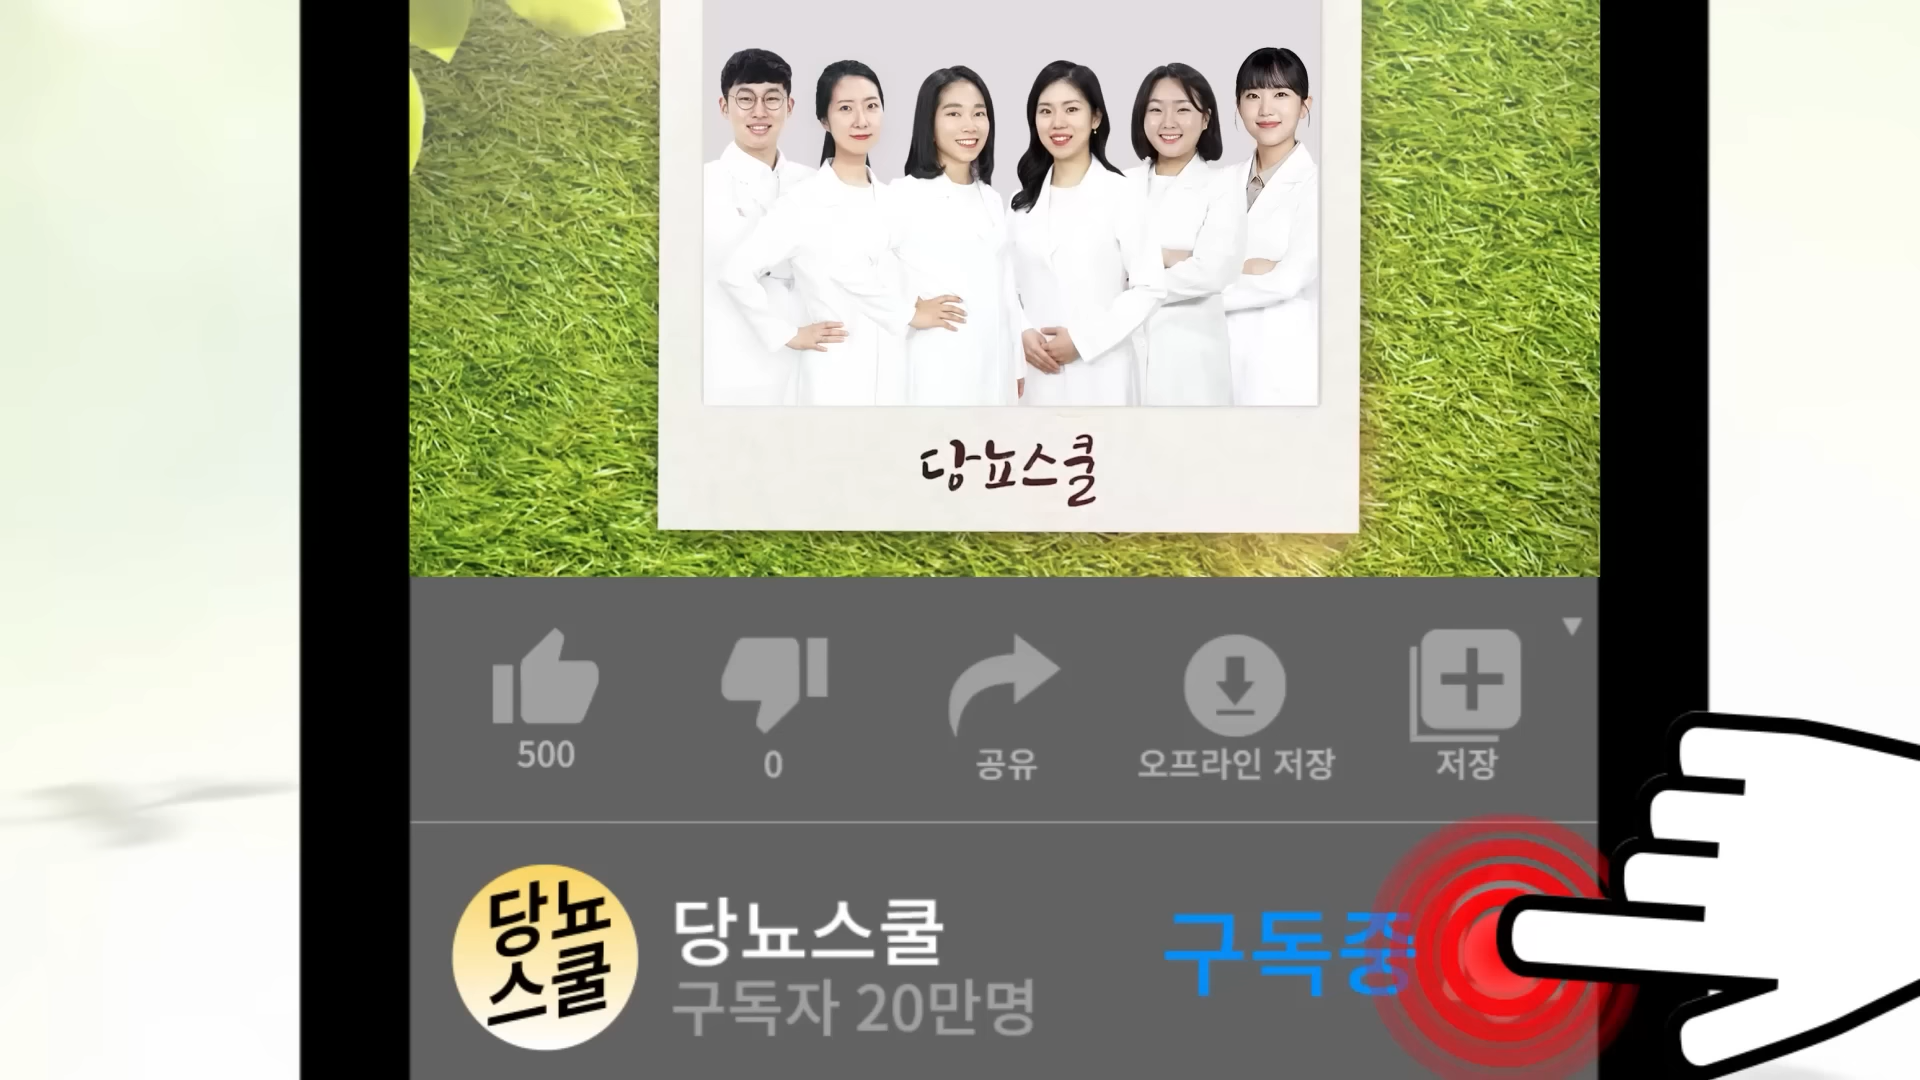 당뇨스쿨
500
0
공유
오프라인 저장
저장
당뇨
스쿨
당뇨스쿨
구독자 20만명
구독중